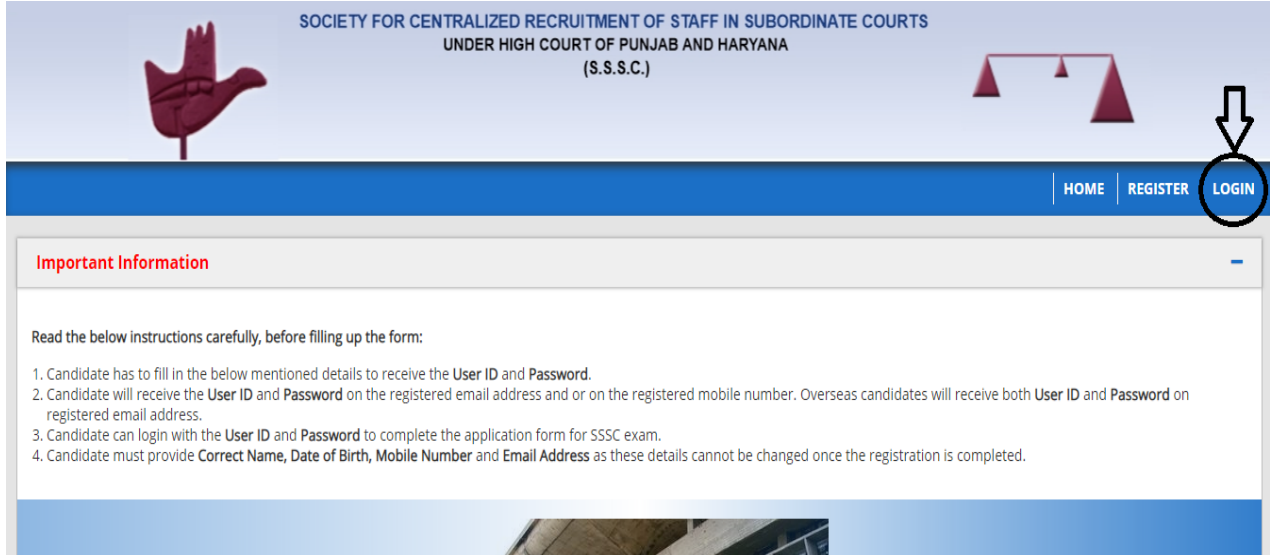 SOCIETY FOR CENTRALIZED RECRUITMENT OF STAFF IN SUBORDINATE COURTS
UNDER HIGH COURT OF PUNJAB AND HARYANA
(S.S.S.C.)
HOME REGISTER LOGIN
Important Information
Read the below instructions carefully, before filling up the form:
1. Candidate has to fill in the below mentioned details to receive the User ID and Password.
2. Candidate will receive the User ID and Password on the registered email address and or on the registered mobile number. Overseas candidates will receive both User ID and Password on
registered email address.
3. Candidate can login with the User ID and Password to complete the application form for SSSC exam.
4. Candidate must provide Correct Name, Date of Birth, Mobile Number and Email Address as these details cannot be changed once the registration is completed.